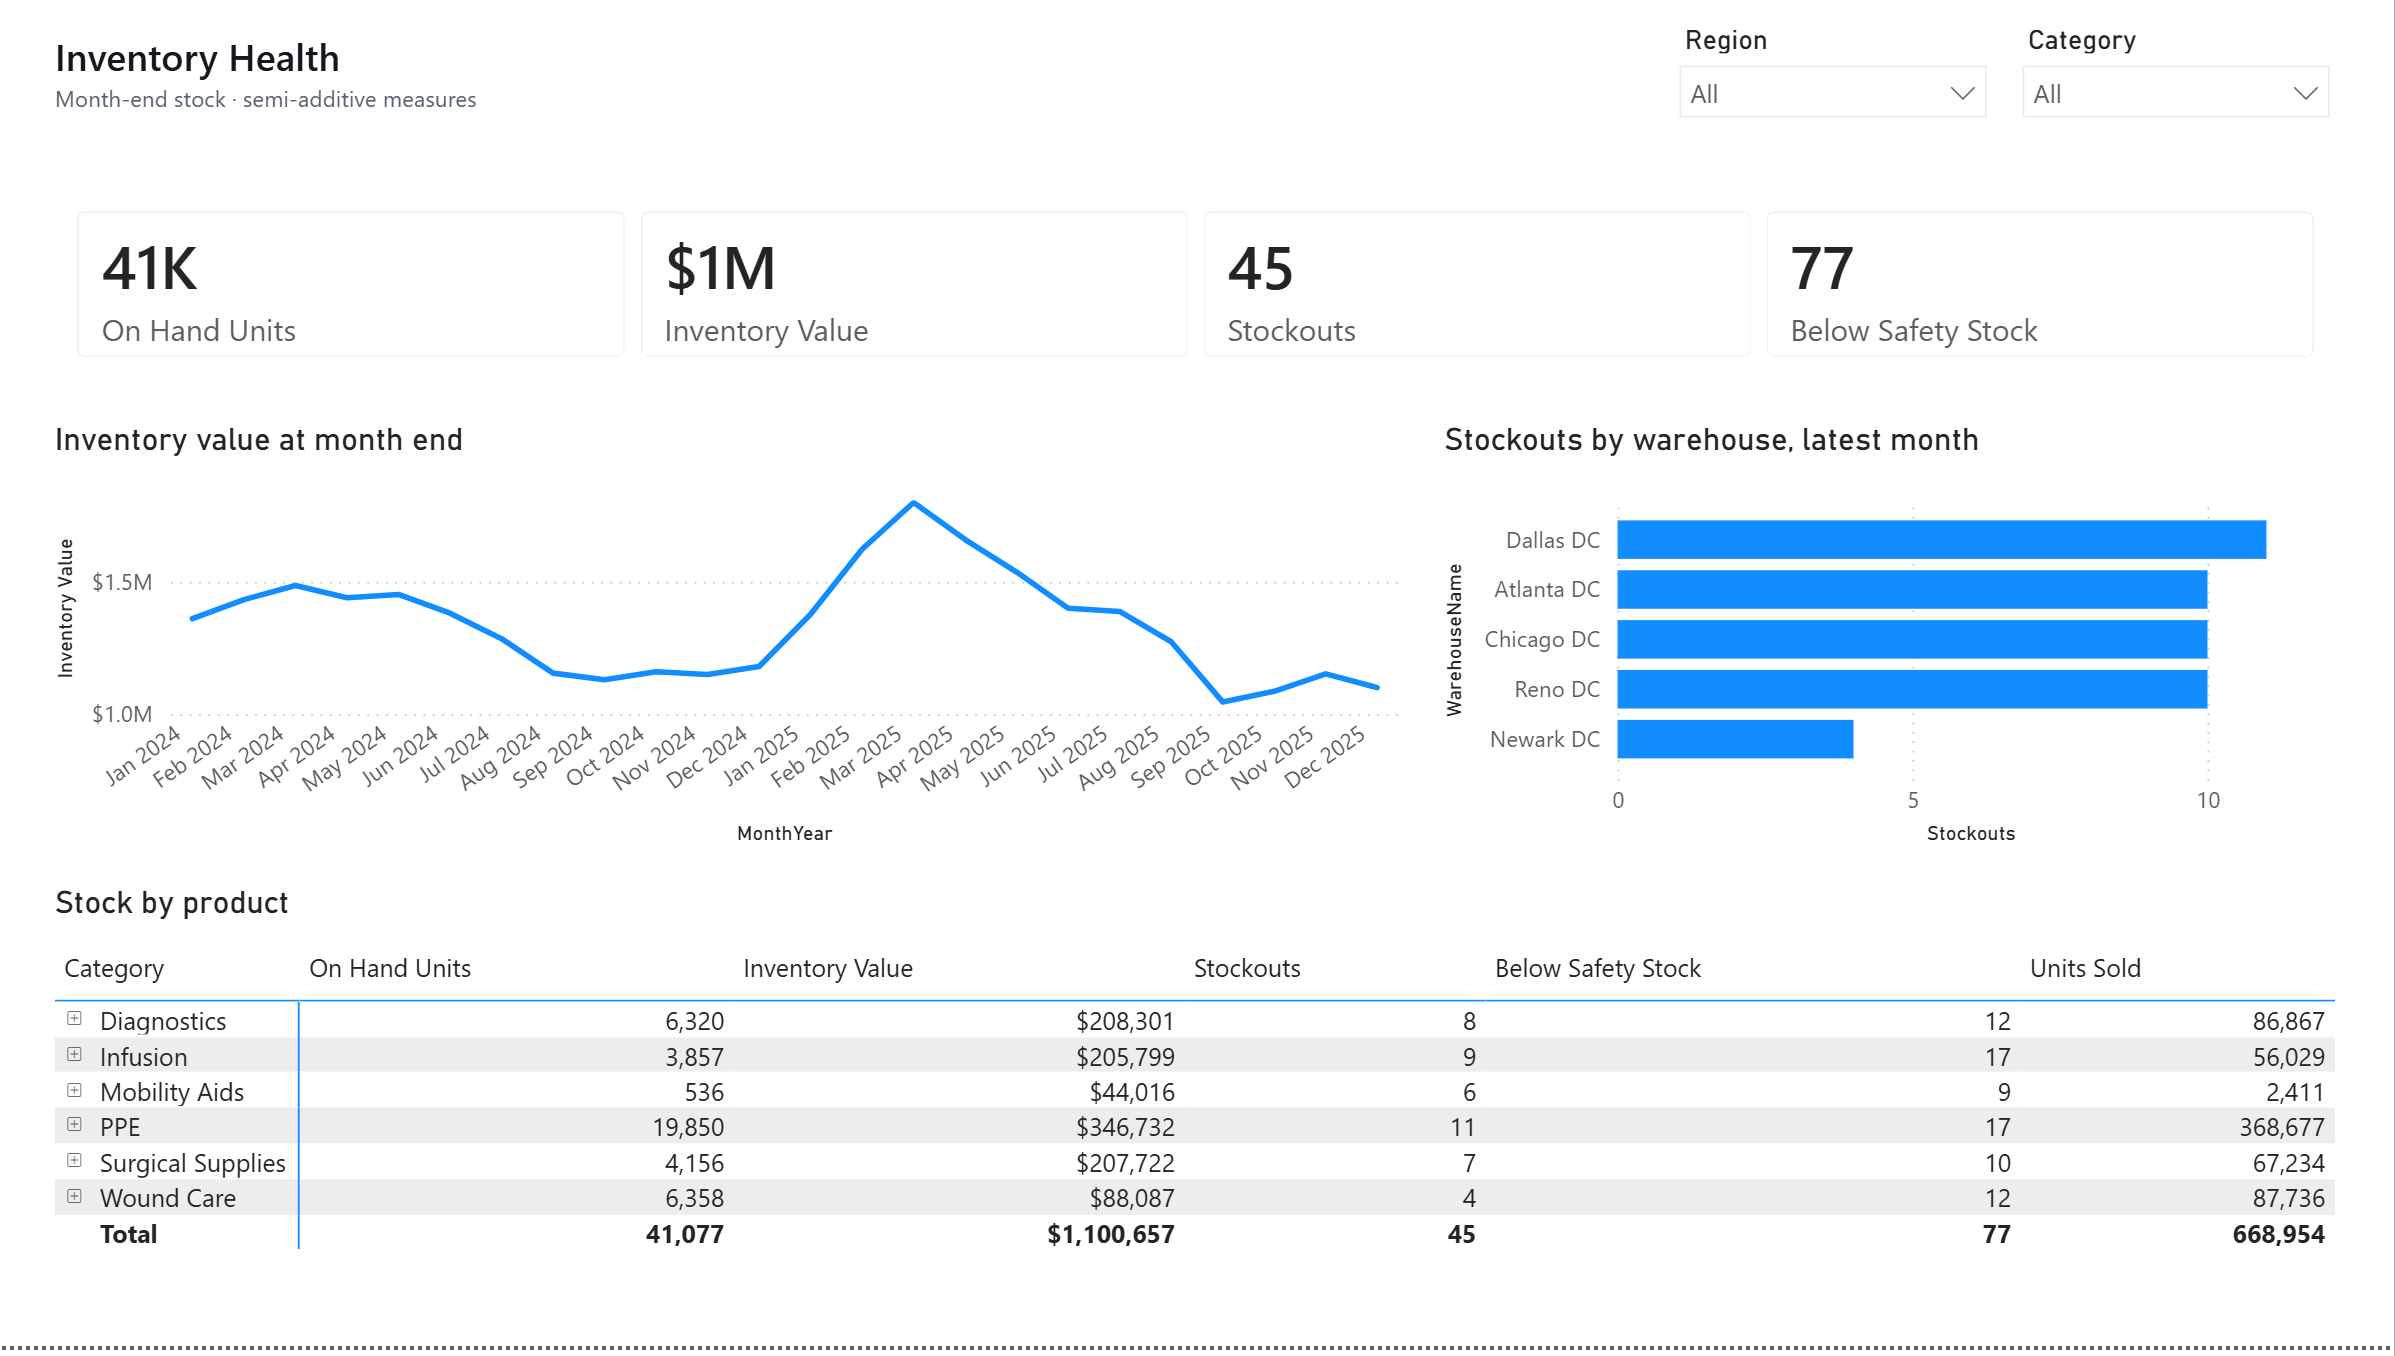 Inventory Health
Month-end stock · semi-additive measures
Region
All
Category
All
41K
On Hand Units
$1M
Inventory Value
45
Stockouts
77
Below Safety Stock
Inventory value at month end
Inventory Value
$1.5M
$1.0M
Jan 2024
Feb 2024
Mar 2024
Apr 2024
May 2024
Jun 2024
Jul 2024
Aug 2024
Sep 2024
Oct 2024
Nov 2024
Dec 2024
Jan 2025
Feb 2025
Mar 2025
Apr 2025
May 2025
Jun 2025
Jul 2025
Aug 2025
Sep 2025
Oct 2025
Nov 2025
Dec 2025
MonthYear
Stockouts by warehouse, latest month
WarehouseName
Dallas DC
Atlanta DC
Chicago DC
Reno DC
Newark DC
0 5 10
Stockouts
Stock by product
Category On Hand Units Inventory Value Stockouts Below Safety Stock Units Sold
Diagnostics 6,320 $208,301 8 12 86,867
Infusion 3,857 $205,799 9 17 56,029
Mobility Aids 536 $44,016 6 9 2,411
PPE 19,850 $346,732 11 17 368,677
Surgical Supplies 4,156 $207,722 7 10 67,234
Wound Care 6,358 $88,087 4 12 87,736
Total 41,077 $1,100,657 45 77 668,954